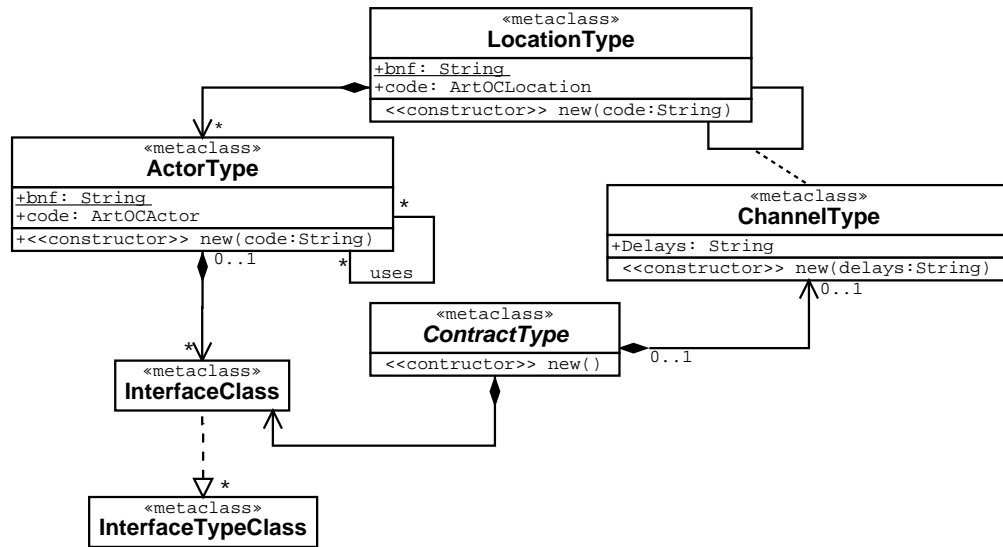 «metaclass»
LocationType
+bnf: String
+code: ArtOCLocation
<<constructor>> new(code:String)
*
«metaclass»
ActorType
+bnf: String
+code: ArtOCActor
+<<constructor>> new(code:String)
*
*
uses
0..1
«metaclass»
ChannelType
+Delays: String
<<constructor>> new(delays:String)
0..1
«metaclass»
ContractType
<<contructor>> new()
0..1
*
«metaclass»
InterfaceClass
*
«metaclass»
InterfaceTypeClass